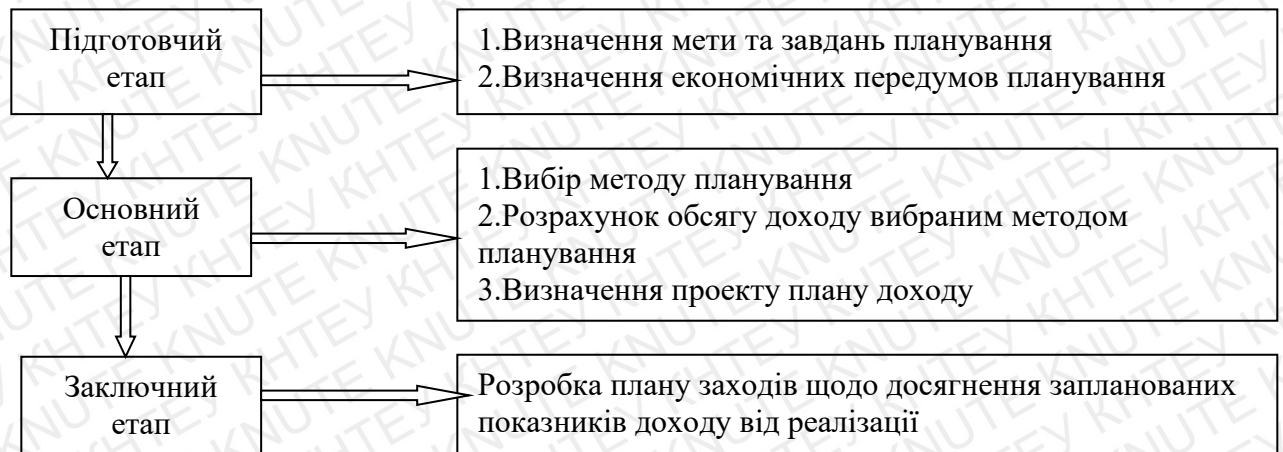 Підготовчий
етап
1.Визначення мети та завдань планування
2.Визначення економічних передумов планування
Основний
етап
1.Вибір методу планування
2.Розрахунок обсягу доходу вибраним методом
планування
3.Визначення проекту плану доходу
Заключний
етап
Розробка плану заходів щодо досягнення запланованих
показників доходу від реалізації